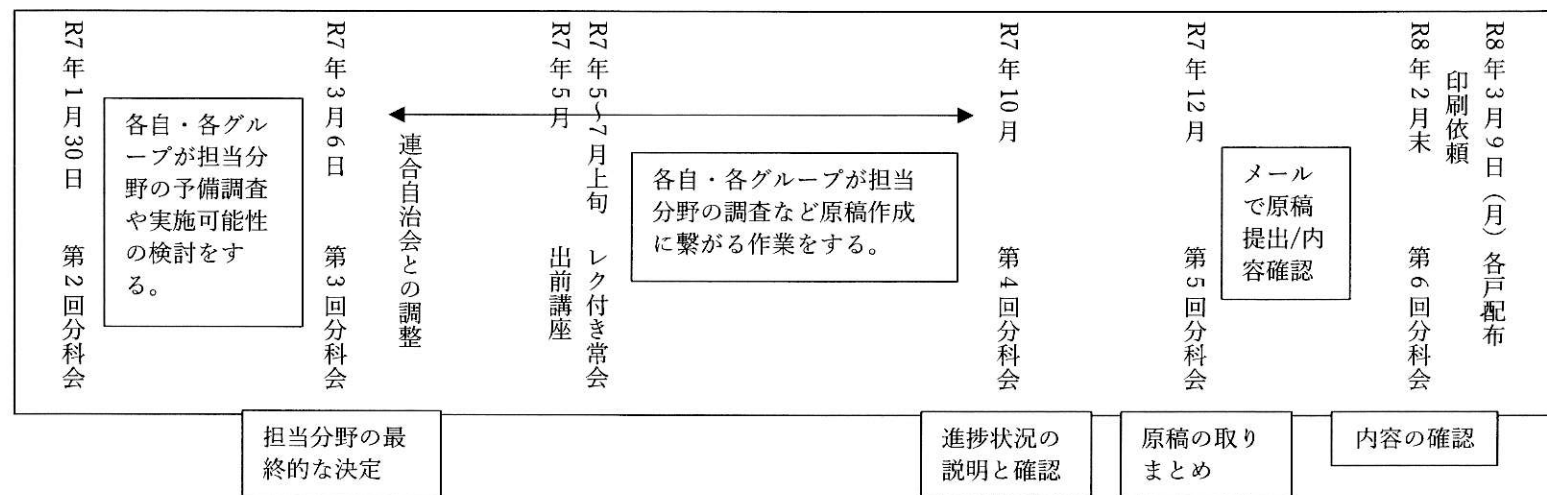 R7年1月30日　第2回分科会
各自・各グルー
プが担当分
野の予備調査
や実施可能性
の検討をす
る。
R7年3月6日　第3回分科会
担当分野の最
終的な決定
連合自治会との調整
R7年5月　出前講座
R7年5~7月上旬　レク付き常会
各自・各グループが担当
分野の調査など原稿作成
に繋がる作業をする。
R7年10月　第4回分科会
進捗状況の
説明と確認
R7年12月　第5回分科会
原稿の取り
まとめ
メール
で原稿
提出/内
容確認
R8年2月末　第6回分科会
内容の確認
印刷依頼
R8年3月9日（月）各戸配布